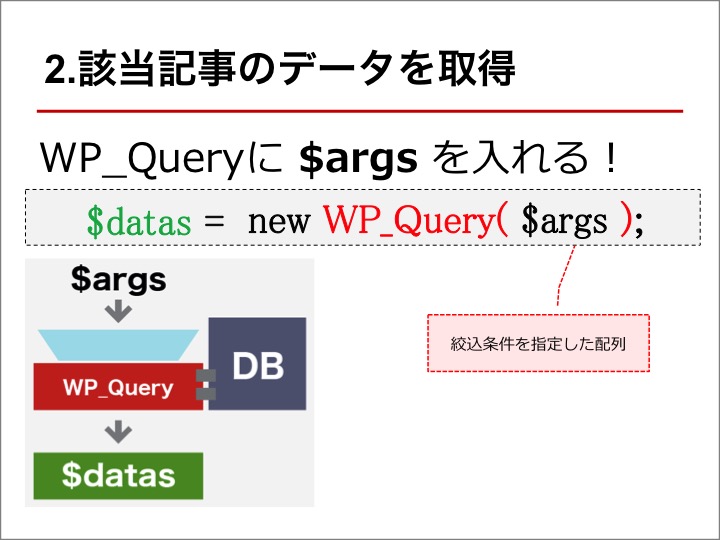 2.該当記事のデータを取得
WP_Queryに $args を入れる！
$datas = new WP_Query( $args );
$args
WP_Query
DB
$datas
絞込条件を指定した配列